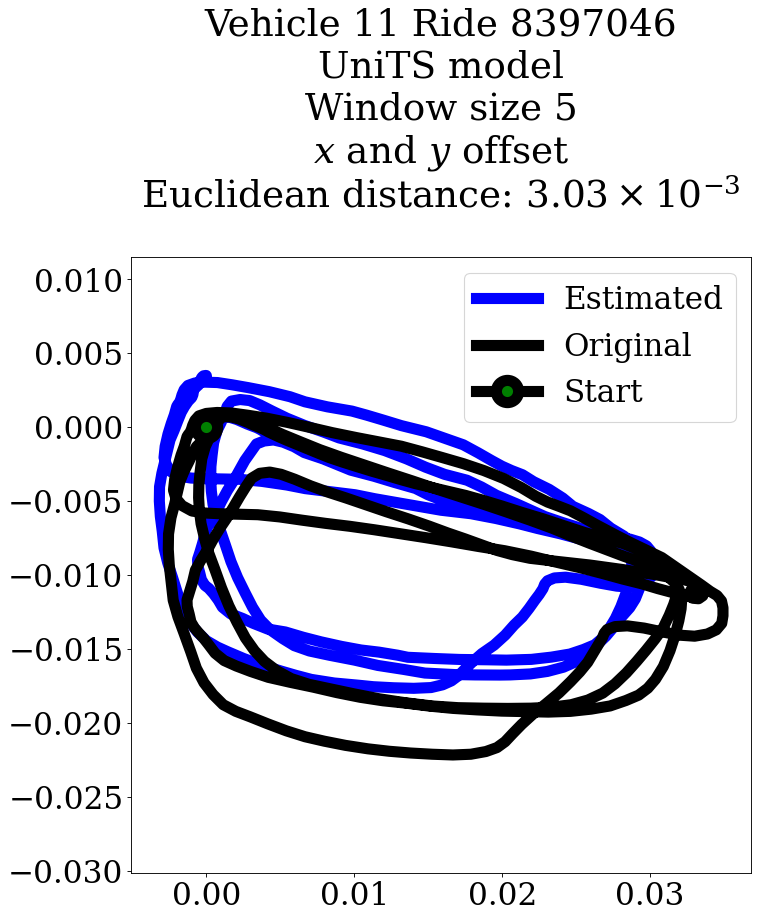 Vehicle 11 Ride 8397046
UniTS model
Window size 5
x and y offset
Euclidean distance: 3.03 × 10⁻³
Estimated
Original
Start
0.010
0.005
0.000
−0.005
−0.010
−0.015
−0.020
−0.025
−0.030
0.00 0.01 0.02 0.03